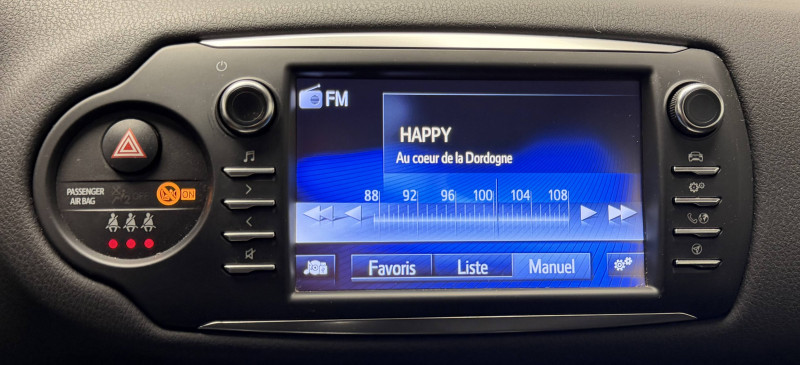 FM
HAPPY
Au coeur de la Dordogne
88 92 96 100 104 108
Favoris Liste Manuel
PASSENGER
AIR BAG
ON